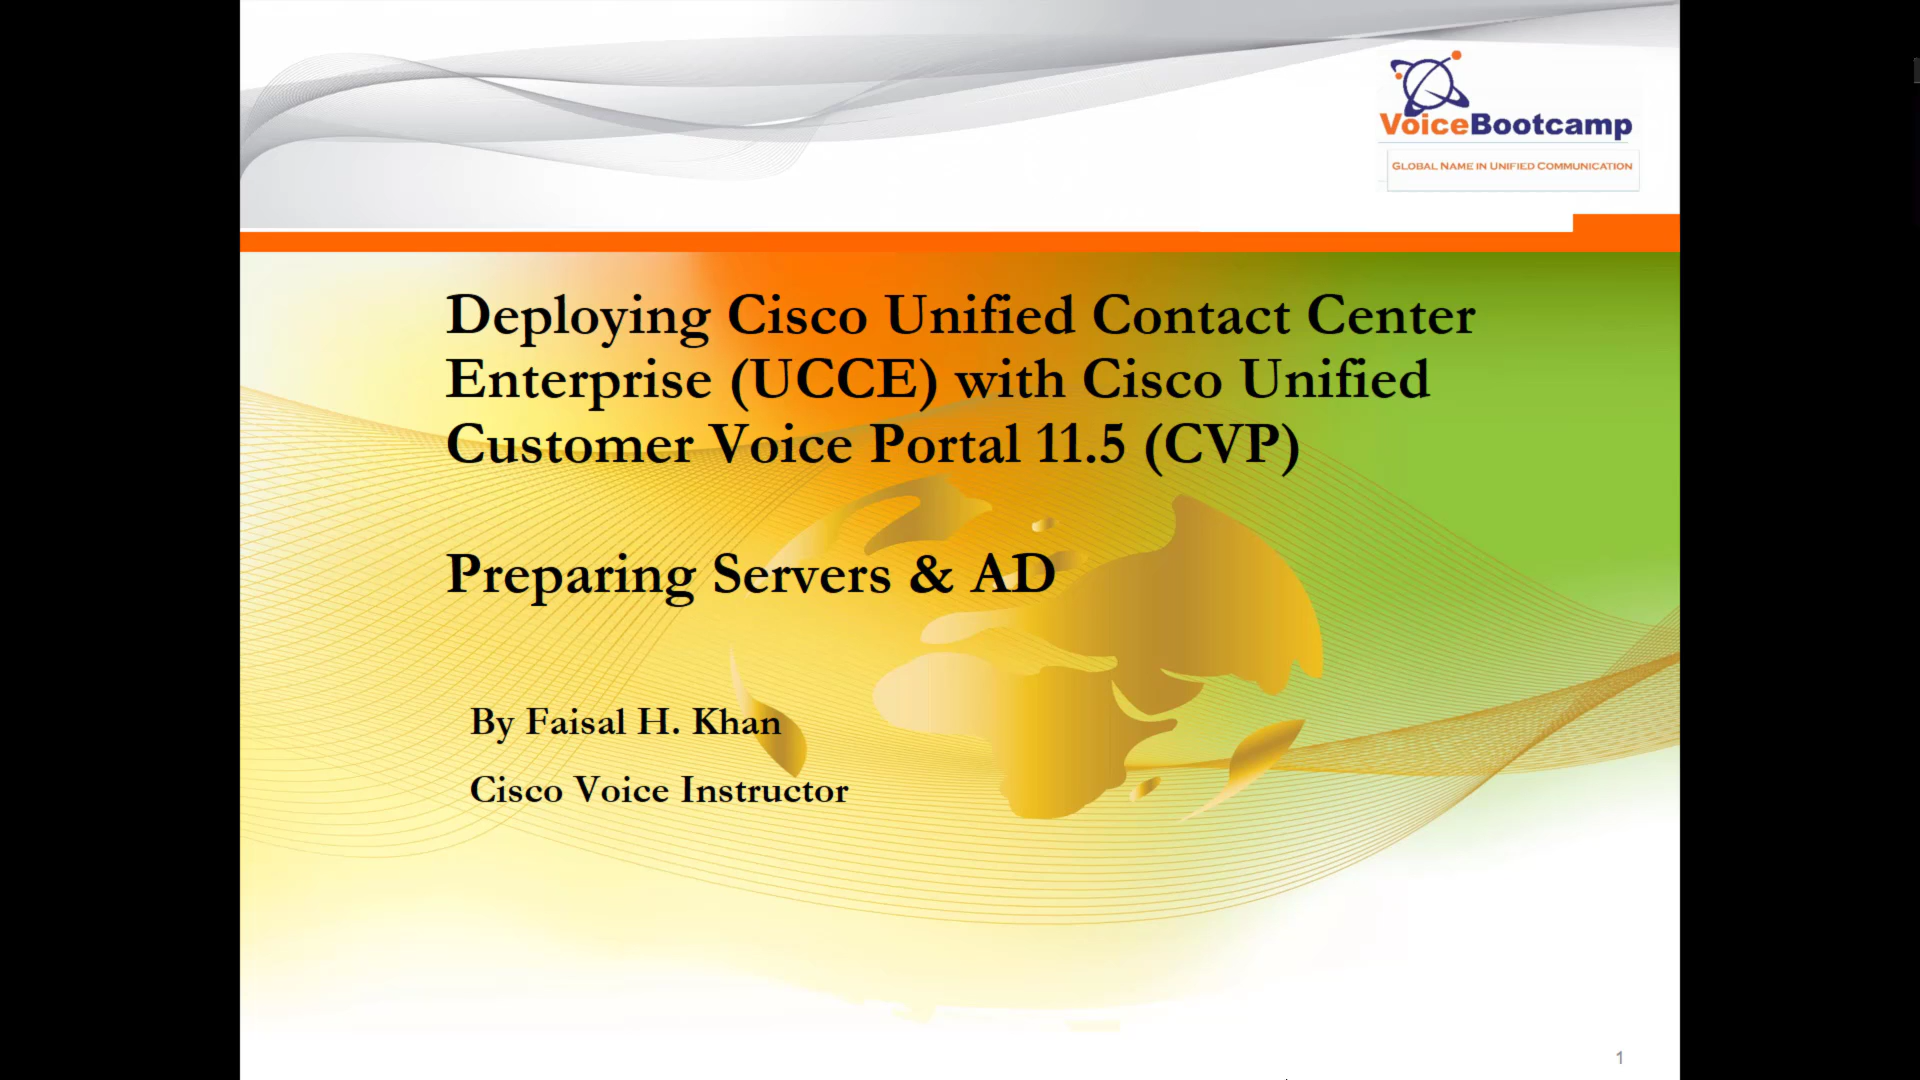 VoiceBootcamp
GLOBAL NAME IN UNIFIED COMMUNICATION
Deploying Cisco Unified Contact Center
Enterprise (UCCE) with Cisco Unified
Customer Voice Portal 11.5 (CVP)
Preparing Servers & AD
By Faisal H. Khan
Cisco Voice Instructor
1